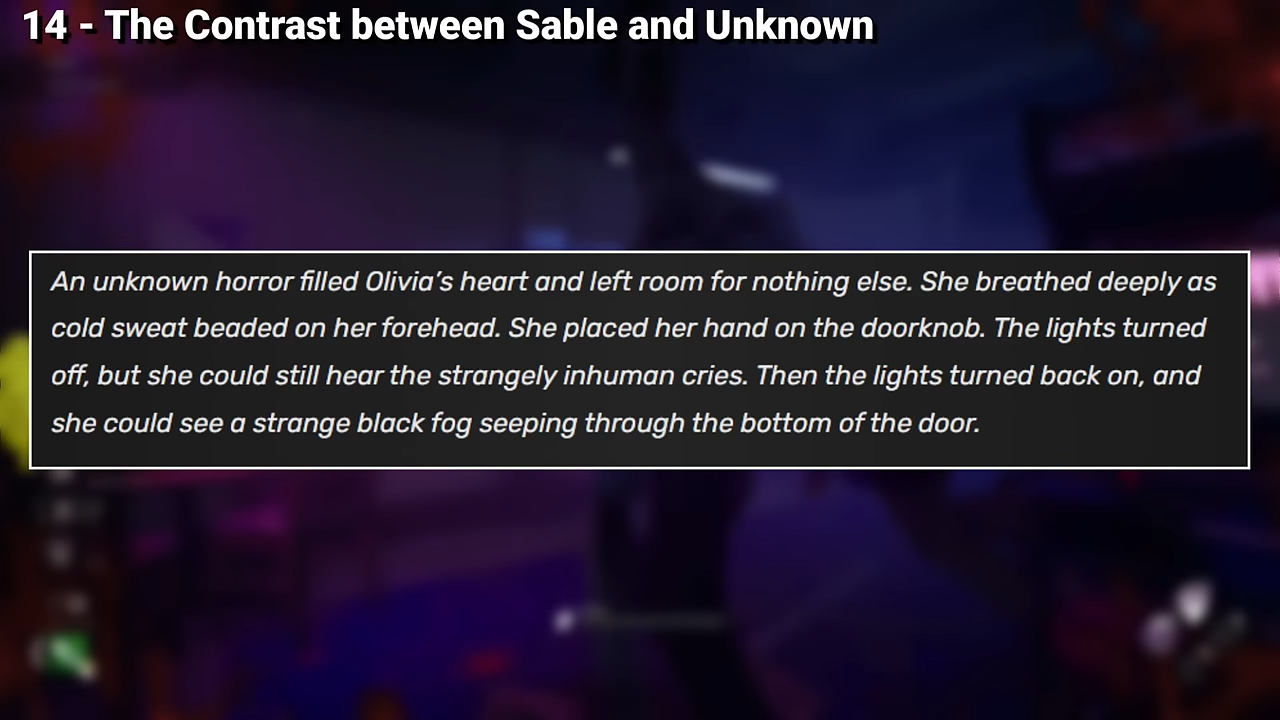 14 - The Contrast between Sable and Unknown
An unknown horror filled Olivia’s heart and left room for nothing else. She breathed deeply as
cold sweat beaded on her forehead. She placed her hand on the doorknob. The lights turned
off, but she could still hear the strangely inhuman cries. Then the lights turned back on, and
she could see a strange black fog seeping through the bottom of the door.